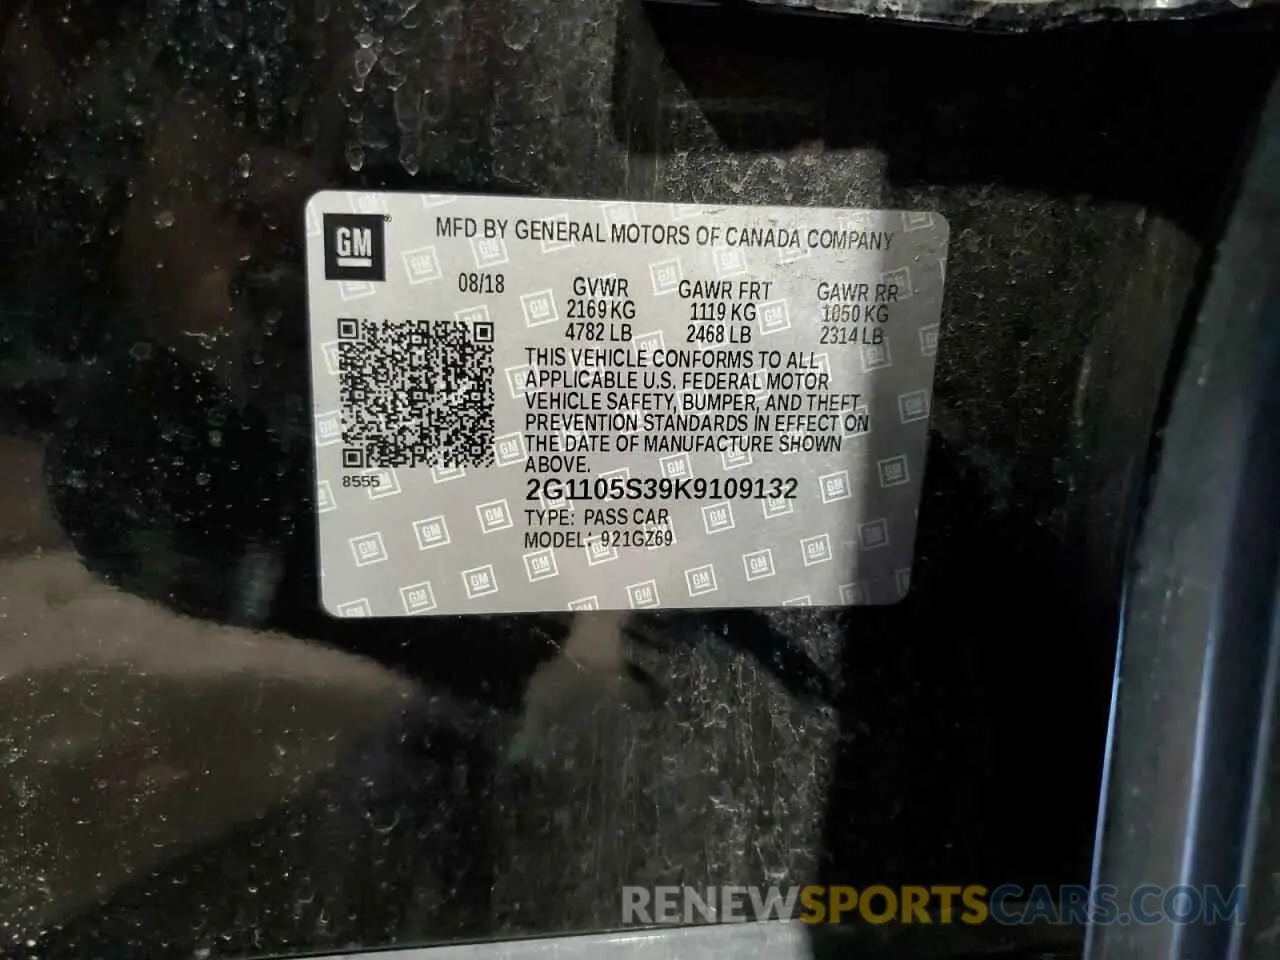 GM
MFD BY GENERAL MOTORS OF CANADA COMPANY
08/18
GVWR GAWR FRT GAWR RR
2169 KG 1119 KG 1050 KG
4782 LB 2468 LB 2314 LB
THIS VEHICLE CONFORMS TO ALL
APPLICABLE U.S. FEDERAL MOTOR
VEHICLE SAFETY, BUMPER, AND THEFT
PREVENTION STANDARDS IN EFFECT ON
THE DATE OF MANUFACTURE SHOWN
ABOVE.
8555
2G1105S39K9109132
TYPE: PASS CAR
MODEL: 921GZ69
RENEWSPORTSCARS.COM